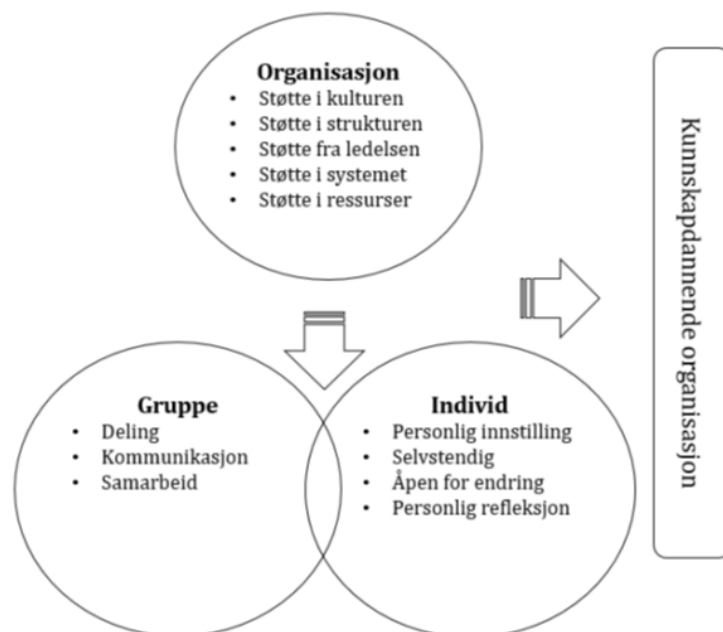 Organisasjon
• Støtte i kulturen
• Støtte i strukturen
• Støtte fra ledelsen
• Støtte i systemet
• Støtte i ressurser
Gruppe
• Deling
• Kommunikasjon
• Samarbeid
Individ
• Personlig innstilling
• Selvstendig
• Åpen for endring
• Personlig refleksjon
Kunnskapdannende organisasjon